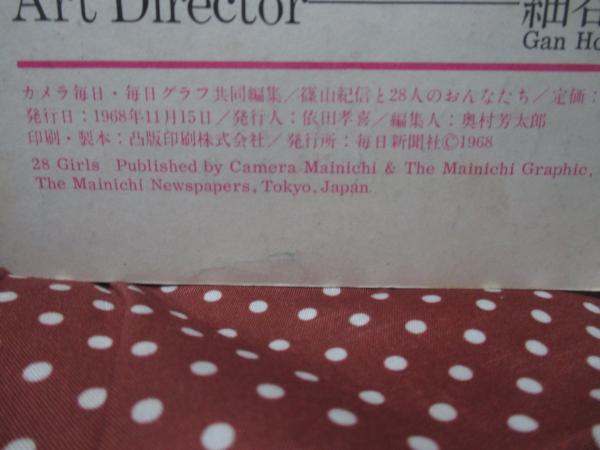 Art Director 細谷
Gan Ho
カメラ毎日・毎日グラフ共同編集／篠山紀信と28人のおんなたち／定価：
発行日：1968年11月15日／発行人：依田孝喜／編集人：奥村芳太郎
印刷・製本：凸版印刷株式会社／発行所：毎日新聞社©1968
28 Girls Published by Camera Mainichi & The Mainichi Graphic,
The Mainichi Newspapers, Tokyo, Japan